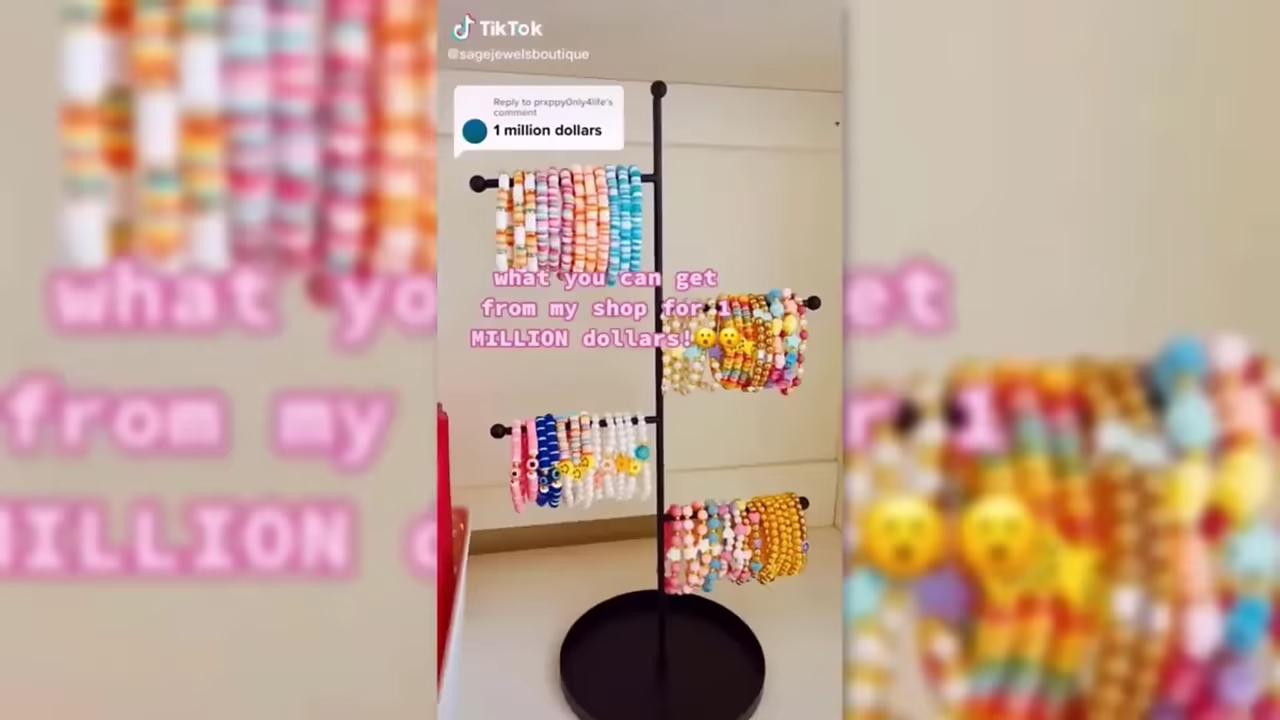 TikTok
@sagejewelsboutique
Reply to prxppy0nly4life's
comment
1 million dollars
what you can get
from my shop for 1
MILLION dollars!